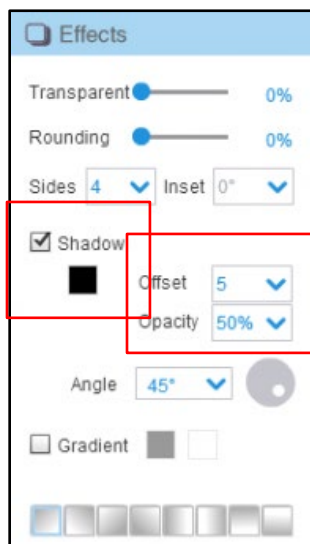 Effects
Transparent 0%
Rounding 0%
Sides 4 Inset 0°
Shadow
Offset 5
Opacity 50%
Angle 45°
Gradient